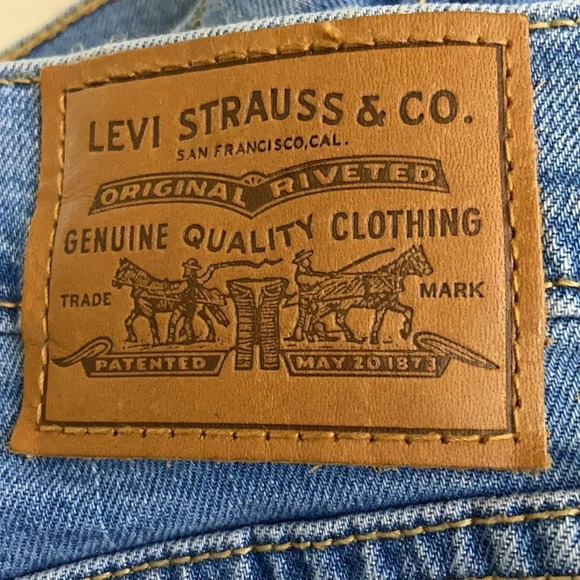 LEVI STRAUSS & CO.
SAN FRANCISCO, CAL.
ORIGINAL RIVETED
GENUINE QUALITY CLOTHING
TRADE MARK
PATENTED MAY 20 1873